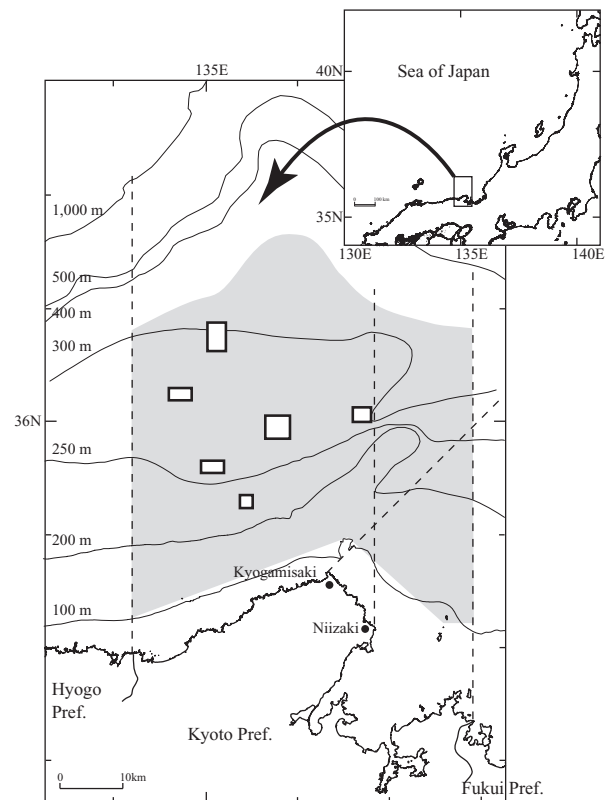 135E
40N
Sea of Japan
0 100 km
35N
130E
135E
140E
1,000 m
500 m
400 m
300 m
36N
250 m
200 m
100 m
Kyogamisaki
Niizaki
Hyogo
Pref.
Kyoto Pref.
Fukui Pref.
0 10km